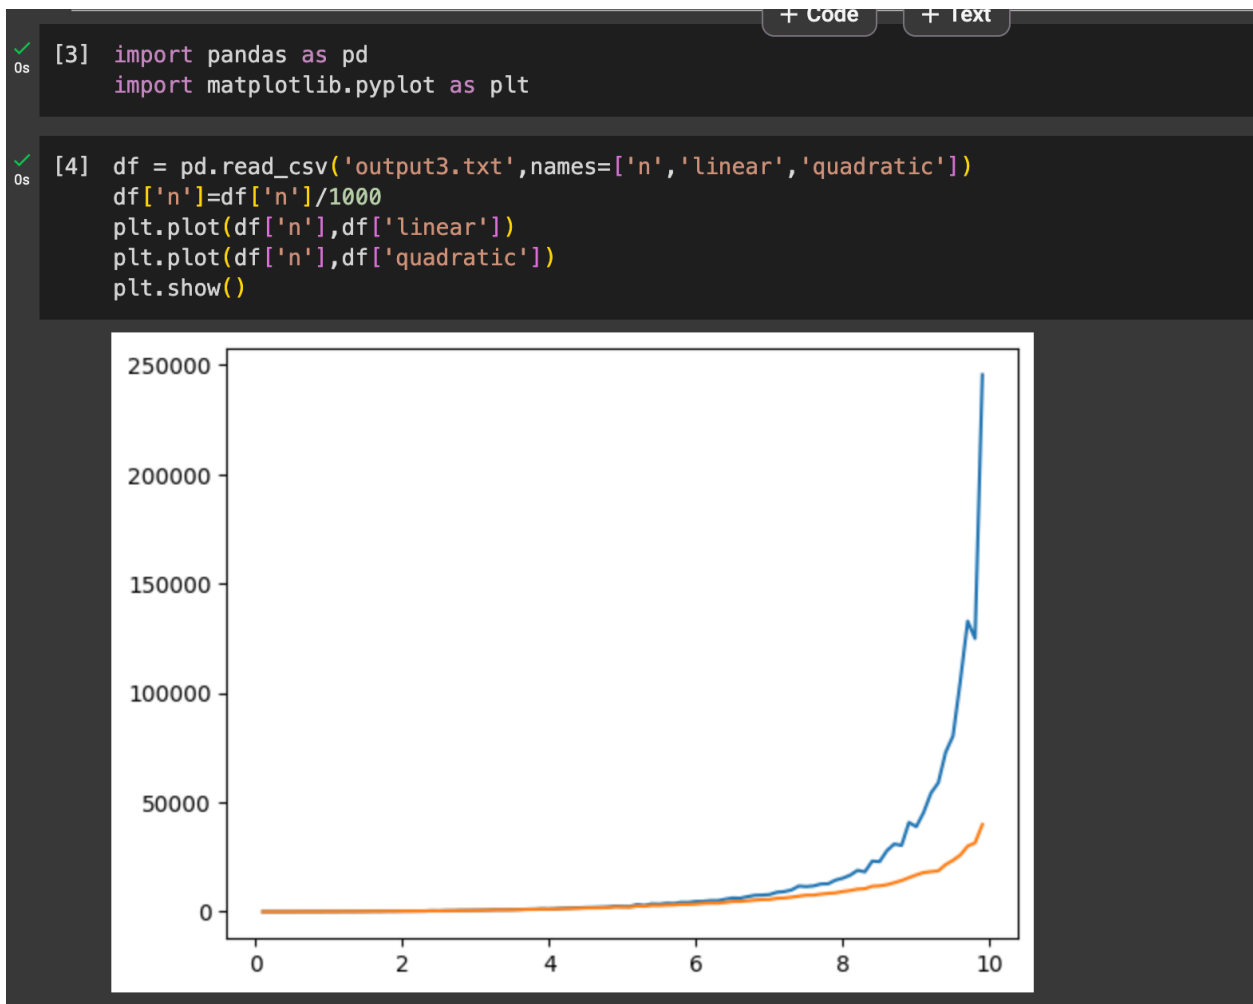 + Code + Text
[3] import pandas as pd
0s
import matplotlib.pyplot as plt
[4] df = pd.read_csv('output3.txt',names=['n','linear','quadratic'])
0s
df['n']=df['n']/1000
plt.plot(df['n'],df['linear'])
plt.plot(df['n'],df['quadratic'])
plt.show()
250000
200000
150000
100000
50000
0
0 2 4 6 8 10